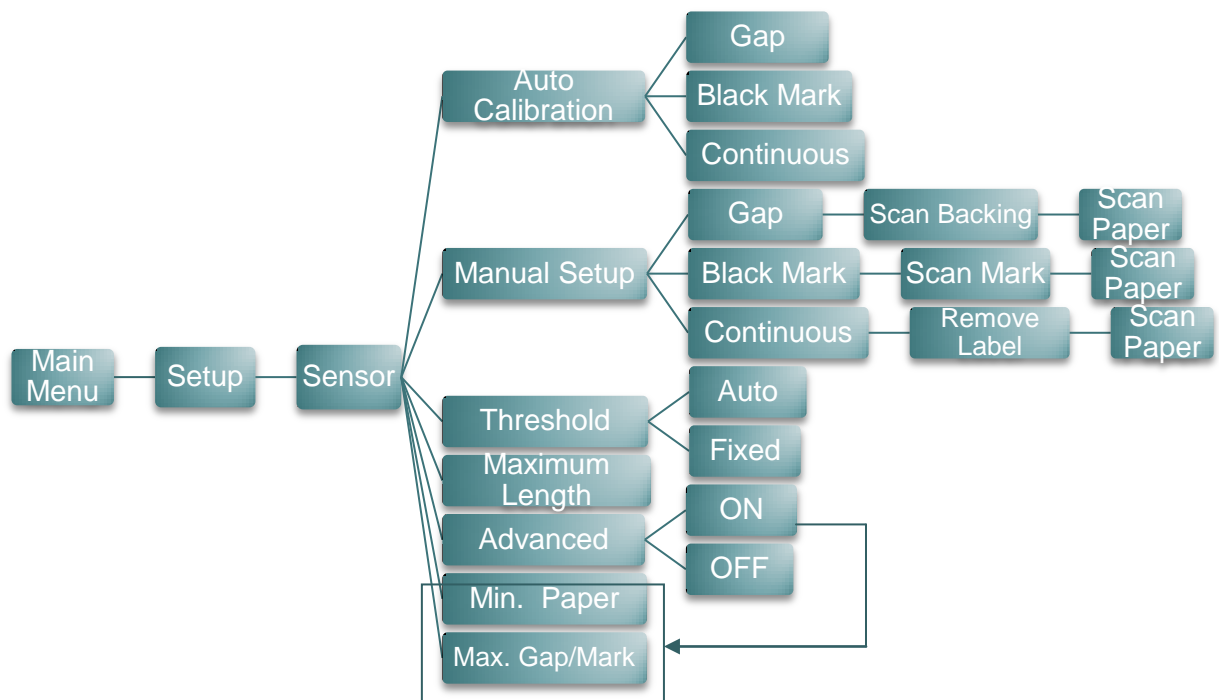 Main
Menu
Setup
Sensor
Auto
Calibration
Gap
Black Mark
Continuous
Manual Setup
Gap
Scan Backing
Scan
Paper
Black Mark
Scan Mark
Scan
Paper
Continuous
Remove
Label
Scan
Paper
Threshold
Auto
Fixed
Maximum
Length
Advanced
ON
OFF
Min. Paper
Max. Gap/Mark